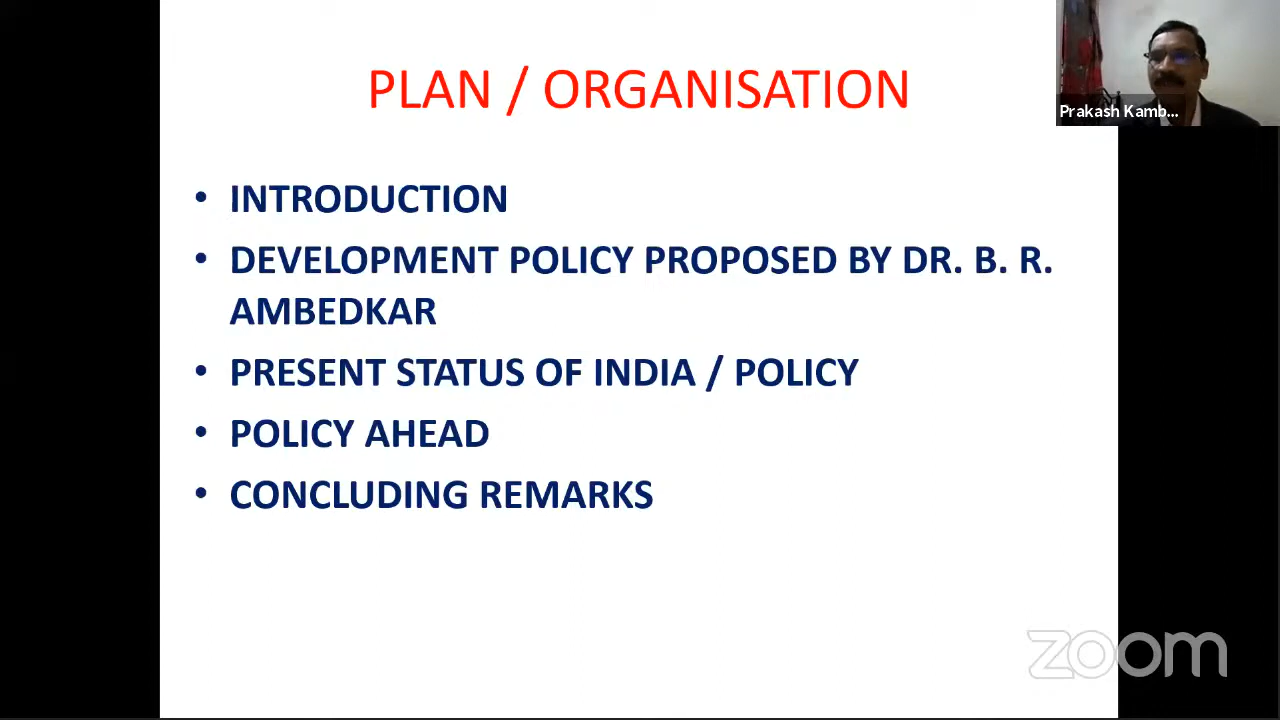 PLAN / ORGANISATION
Prakash Kamb...
• INTRODUCTION
• DEVELOPMENT POLICY PROPOSED BY DR. B. R.
AMBEDKAR
• PRESENT STATUS OF INDIA / POLICY
• POLICY AHEAD
• CONCLUDING REMARKS
zoom